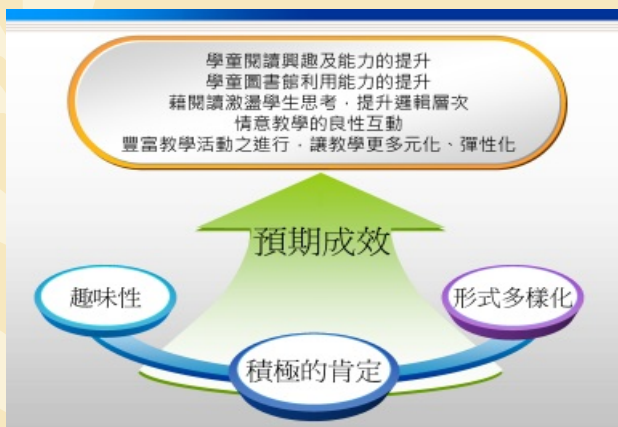 學童閱讀興趣及能力的提升
學童圖書館利用能力的提升
藉閱讀激盪學生思考，提升邏輯層次
情意教學的良性互動
豐富教學活動之進行，讓教學更多元化、彈性化
預期成效
趣味性
形式多樣化
積極的肯定